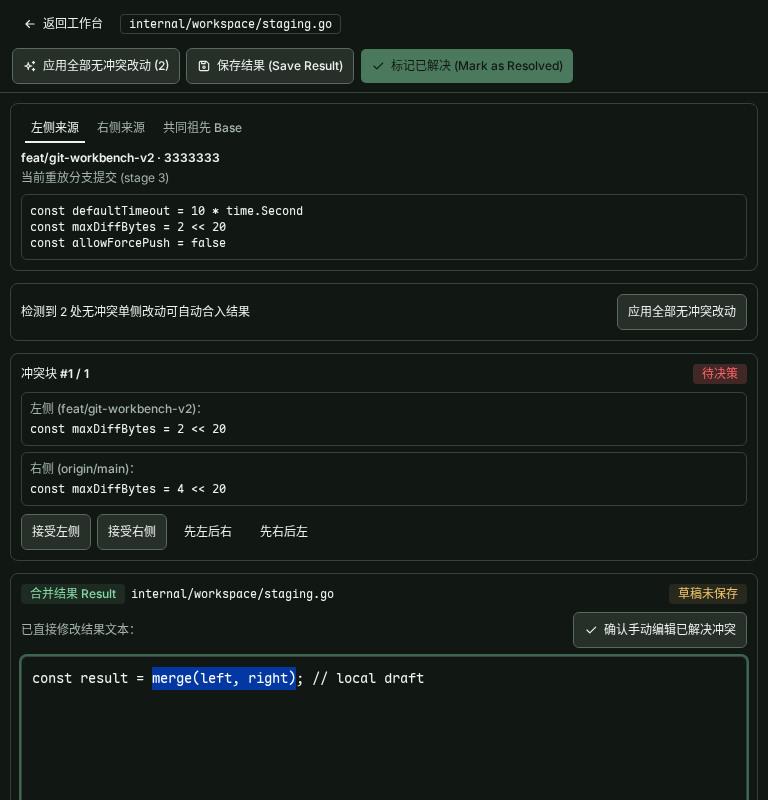 返回工作台 internal/workspace/staging.go
应用全部无冲突改动 (2) 保存结果 (Save Result) 标记已解决 (Mark as Resolved)
左侧来源 右侧来源 共同祖先 Base
feat/git-workbench-v2 · 3333333
当前重放分支提交 (stage 3)
const defaultTimeout = 10 * time.Second
const maxDiffBytes = 2 << 20
const allowForcePush = false
检测到 2 处无冲突单侧改动可自动合入结果 应用全部无冲突改动
冲突块 #1 / 1 待决策
左侧 (feat/git-workbench-v2):
const maxDiffBytes = 2 << 20
右侧 (origin/main):
const maxDiffBytes = 4 << 20
接受左侧 接受右侧 先左后右 先右后左
合并结果 Result internal/workspace/staging.go 草稿未保存
已直接修改结果文本: 确认手动编辑已解决冲突
const result = merge(left, right); // local draft